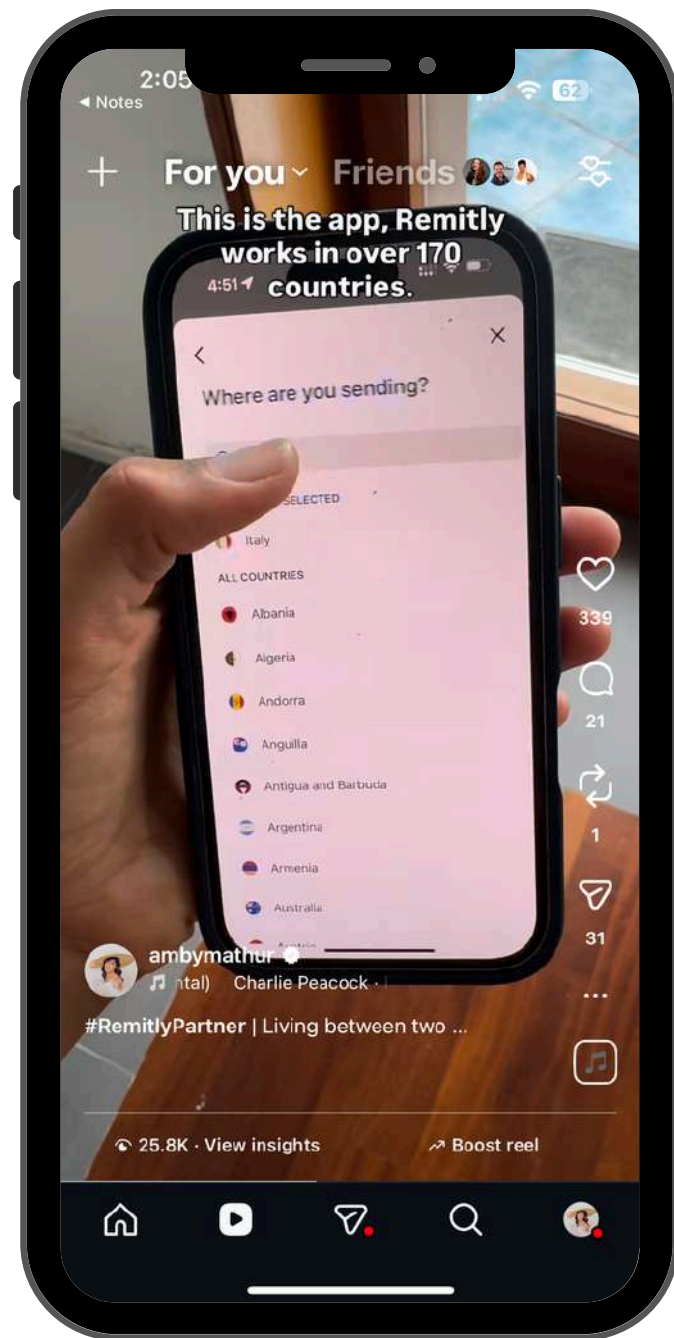 2:05
62
◀ Notes
For you
Friends
This is the app, Remitly
works in over 170
countries.
4:51
Where are you sending?
SELECTED
Italy
ALL COUNTRIES
Albania
Algeria
Andorra
Anguilla
Antigua and Barbuda
Argentina
Armenia
Australia
339
21
1
31
ambymathur
ntal) Charlie Peacock ·
#RemitlyPartner | Living between two ...
25.8K · View insights
Boost reel